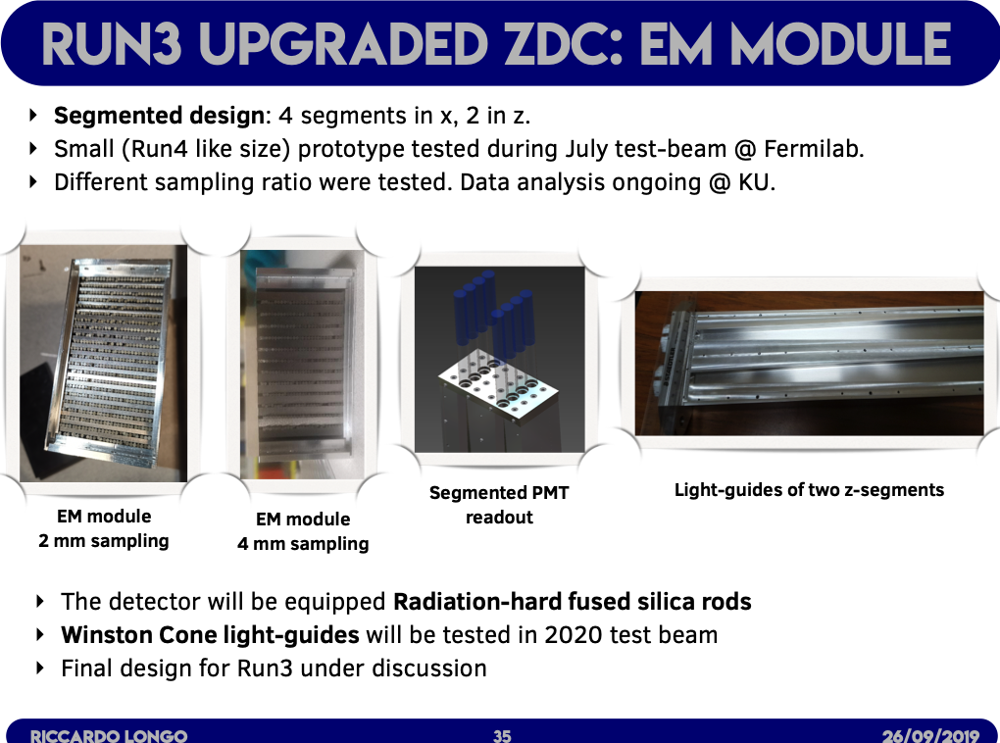 RUN3 UPGRADED ZDC: EM MODULE
‣ Segmented design: 4 segments in x, 2 in z.
‣ Small (Run4 like size) prototype tested during July test-beam @ Fermilab.
‣ Different sampling ratio were tested. Data analysis ongoing @ KU.
EM module
2 mm sampling
EM module
4 mm sampling
Segmented PMT
readout
Light-guides of two z-segments
‣ The detector will be equipped Radiation-hard fused silica rods
‣ Winston Cone light-guides will be tested in 2020 test beam
‣ Final design for Run3 under discussion
RICCARDO LONGO
35
26/09/2019